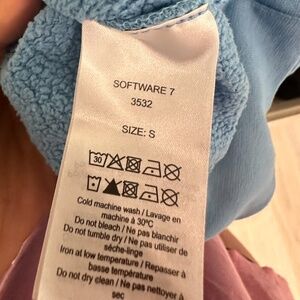 SOFTWARE 7
3532
SIZE: S
30
Cold machine wash / Lavage en
machine à 30ºC
Do not bleach / Ne pas blanchir
Do not tumble dry / Ne pas utiliser de
sèche-linge
Iron at low temperature / Repasser à
basse température
Do not dry clean / Ne pas nettoyer à
sec